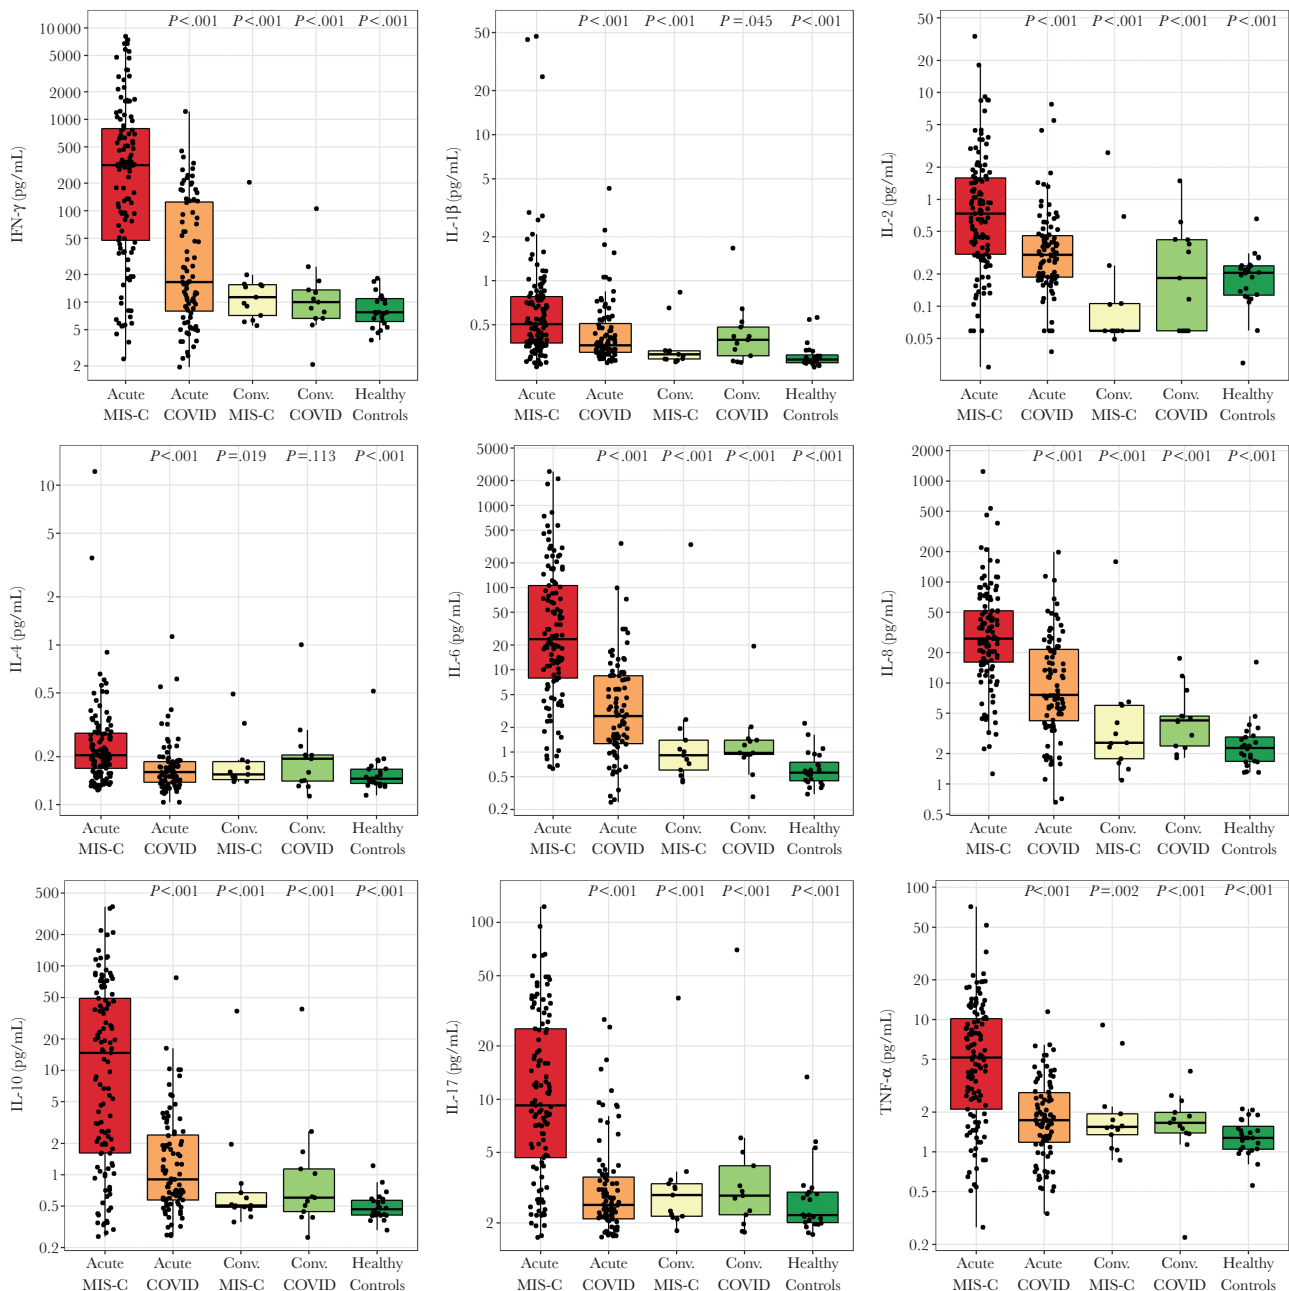 P<.001 P<.001 P<.001 P<.001
IFN-γ (pg/mL)
10 000
5000
2000
1000
500
200
100
50
20
10
5
2
Acute MIS-C
Acute COVID
Conv. MIS-C
Conv. COVID
Healthy Controls
P<.001 P<.001 P=.045 P<.001
IL-1β (pg/mL)
50
20
10
5
2
1
0.5
Acute MIS-C
Acute COVID
Conv. MIS-C
Conv. COVID
Healthy Controls
P<.001 P<.001 P<.001 P<.001
IL-2 (pg/mL)
50
20
10
5
2
1
0.5
0.2
0.1
0.05
Acute MIS-C
Acute COVID
Conv. MIS-C
Conv. COVID
Healthy Controls
P<.001 P=.019 P=.113 P<.001
IL-4 (pg/mL)
10
5
2
1
0.5
0.2
0.1
Acute MIS-C
Acute COVID
Conv. MIS-C
Conv. COVID
Healthy Controls
P<.001 P<.001 P<.001 P<.001
IL-6 (pg/mL)
5000
2000
1000
500
200
100
50
20
10
5
2
1
0.5
0.2
Acute MIS-C
Acute COVID
Conv. MIS-C
Conv. COVID
Healthy Controls
P<.001 P<.001 P<.001 P<.001
IL-8 (pg/mL)
2000
1000
500
200
100
50
20
10
5
2
1
0.5
Acute MIS-C
Acute COVID
Conv. MIS-C
Conv. COVID
Healthy Controls
P<.001 P<.001 P<.001 P<.001
IL-10 (pg/mL)
500
200
100
50
20
10
5
2
1
0.5
0.2
Acute MIS-C
Acute COVID
Conv. MIS-C
Conv. COVID
Healthy Controls
P<.001 P<.001 P<.001 P<.001
IL-17 (pg/mL)
100
50
20
10
5
2
Acute MIS-C
Acute COVID
Conv. MIS-C
Conv. COVID
Healthy Controls
P<.001 P=.002 P<.001 P<.001
TNF-α (pg/mL)
100
50
20
10
5
2
1
0.5
0.2
Acute MIS-C
Acute COVID
Conv. MIS-C
Conv. COVID
Healthy Controls